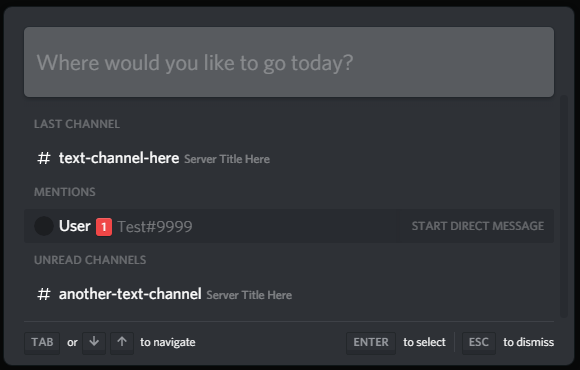 Where would you like to go today?
LAST CHANNEL
# text-channel-here Server Title Here
MENTIONS
User 1 Test#9999 START DIRECT MESSAGE
UNREAD CHANNELS
# another-text-channel Server Title Here
TAB or ↓ ↑ to navigate ENTER to select ESC to dismiss